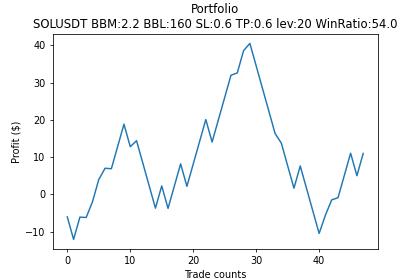 Portfolio
SOLUSDT BBM:2.2 BBL:160 SL:0.6 TP:0.6 lev:20 WinRatio:54.0
Profit ($)
40
30
20
10
0
−10
0 10 20 30 40
Trade counts